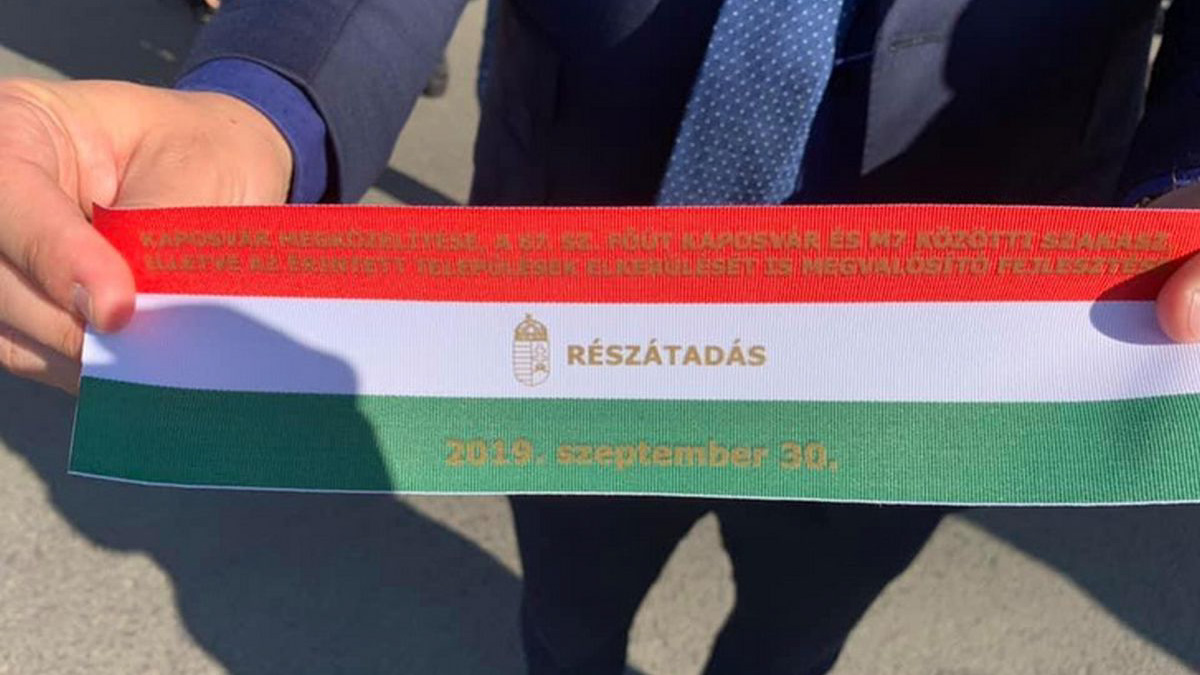 KAPOSVÁR MEGKÖZELÍTÉSE, A 67. SZ. FŐÚT KAPOSVÁR ÉS M7 KÖZÖTTI SZAKASZ,
ILLETVE AZ ÉRINTETT TELEPÜLÉSEK ELKERÜLÉSÉT IS MEGVALÓSÍTÓ
RÉSZÁTADÁS
2019. szeptember 30.